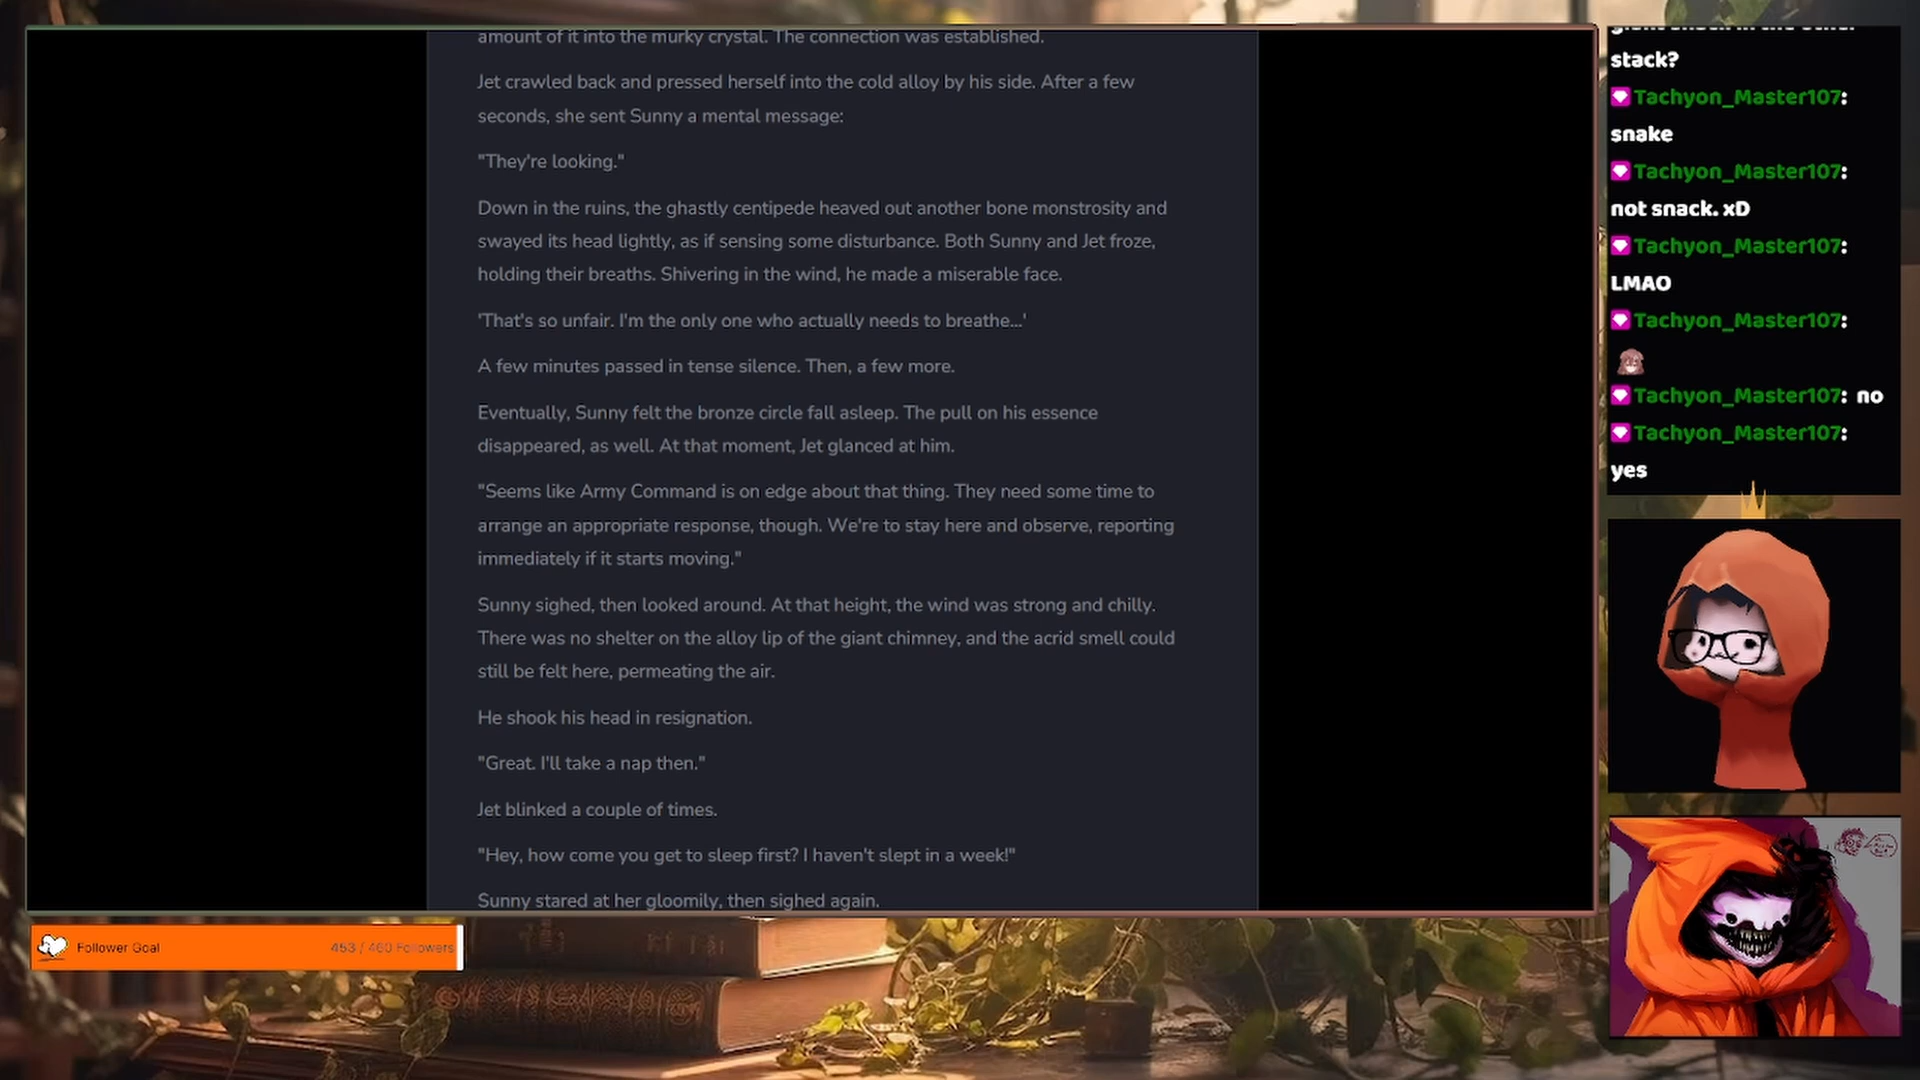 amount of it into the murky crystal. The connection was established.
Jet crawled back and pressed herself into the cold alloy by his side. After a few
seconds, she sent Sunny a mental message:
"They're looking."
Down in the ruins, the ghastly centipede heaved out another bone monstrosity and
swayed its head lightly, as if sensing some disturbance. Both Sunny and Jet froze,
holding their breaths. Shivering in the wind, he made a miserable face.
'That's so unfair. I'm the only one who actually needs to breathe...'
A few minutes passed in tense silence. Then, a few more.
Eventually, Sunny felt the bronze circle fall asleep. The pull on his essence
disappeared, as well. At that moment, Jet glanced at him.
"Seems like Army Command is on edge about that thing. They need some time to
arrange an appropriate response, though. We're to stay here and observe, reporting
immediately if it starts moving."
Sunny sighed, then looked around. At that height, the wind was strong and chilly.
There was no shelter on the alloy lip of the giant chimney, and the acrid smell could
still be felt here, permeating the air.
He shook his head in resignation.
"Great. I'll take a nap then."
Jet blinked a couple of times.
"Hey, how come you get to sleep first? I haven't slept in a week!"
Sunny stared at her gloomily, then sighed again.
stack?
Tachyon_Master107:
snake
Tachyon_Master107:
not snack. xD
Tachyon_Master107:
LMAO
Tachyon_Master107:
Tachyon_Master107: no
Tachyon_Master107:
yes
Follower Goal
453 / 460 Followers